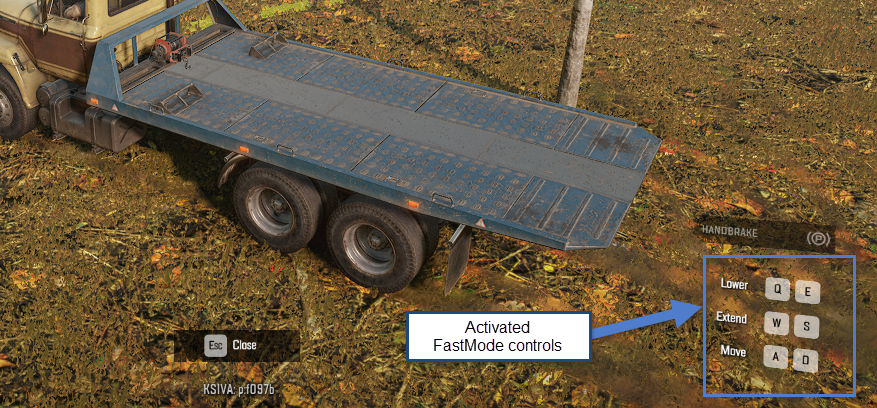 HANDBRAKE P
Lower Q E
Extend W S
Move A D
Activated
FastMode controls
Esc Close
KSIVA: p.f097b